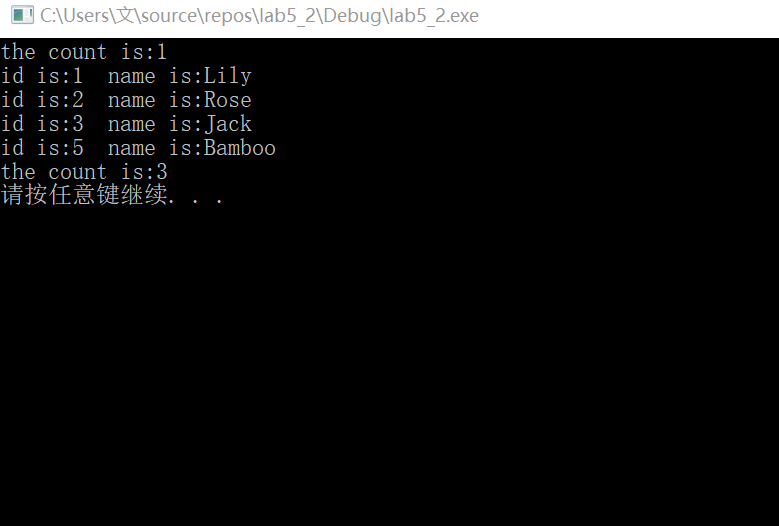 C:\Users\文\source\repos\lab5_2\Debug\lab5_2.exe
the count is:1
id is:1  name is:Lily
id is:2  name is:Rose
id is:3  name is:Jack
id is:5  name is:Bamboo
the count is:3
请按任意键继续. . .